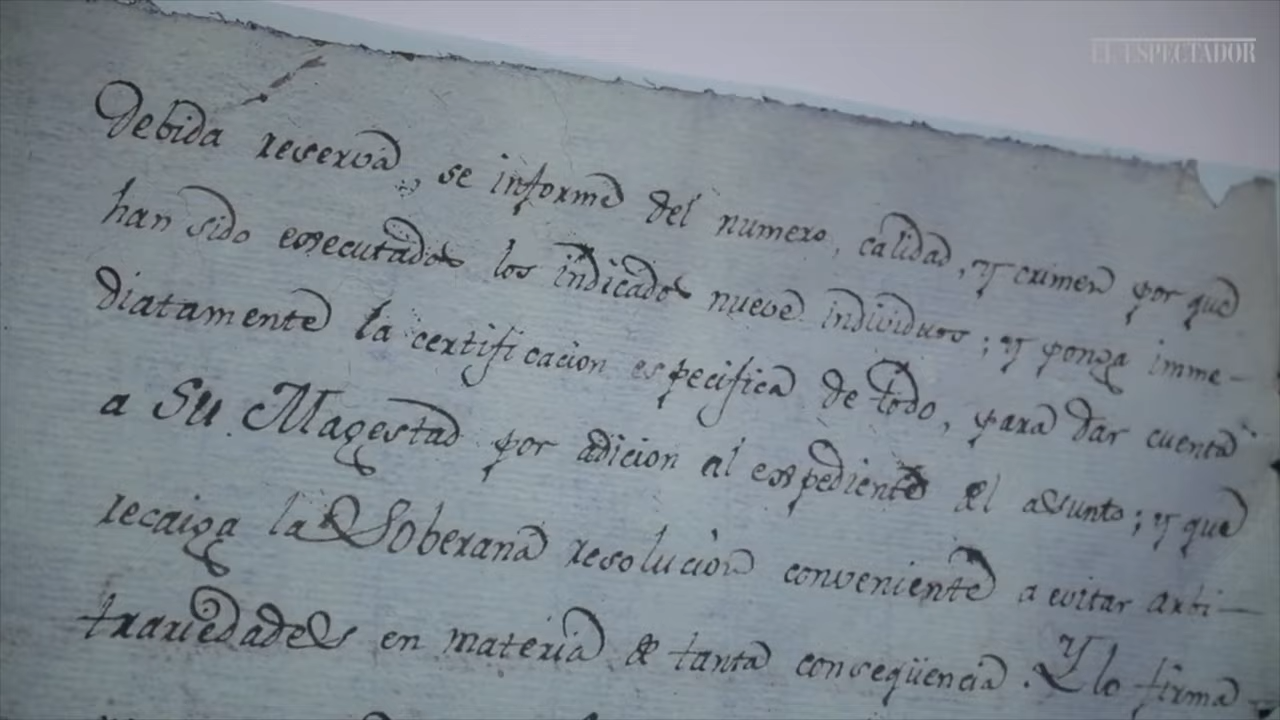 EL ESPECTADOR
Debida reserva, se informe del numero, calidad, y crimen por que
han sido executados los indicados nueve individuos; y ponga imme-
diatamente la certificacion especifica de todo, para dar cuenta
a Su Magestad por adicion al expediente del asunto; y que
recaiga la Soberana resolucion conveniente a evitar arbi-
trariedades en materia de tanta conseqüencia. Y lo firma